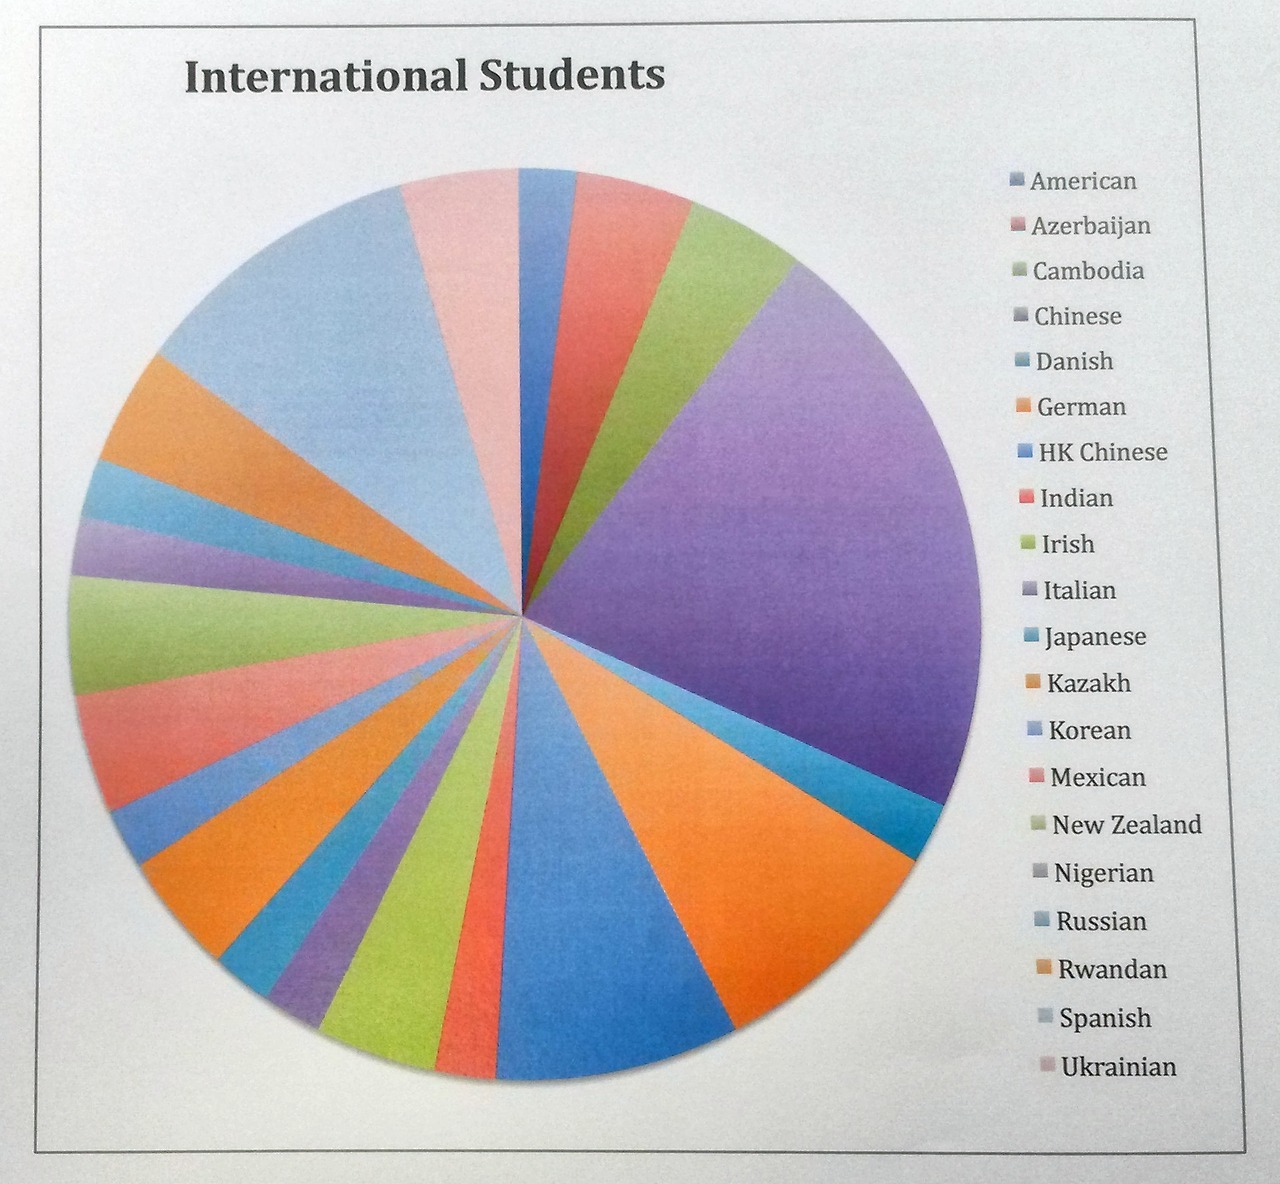 International Students
American
Azerbaijan
Cambodia
Chinese
Danish
German
HK Chinese
Indian
Irish
Italian
Japanese
Kazakh
Korean
Mexican
New Zealand
Nigerian
Russian
Rwandan
Spanish
Ukrainian